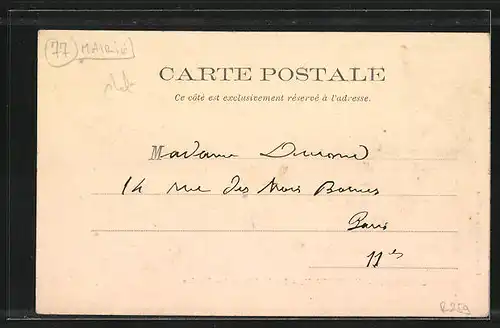 77 MAIRIE
CARTE POSTALE
Ce côté est exclusivement réservé à l'adresse.
Madame Durand
14 rue des Trois Bornes
Paris
11e
R259